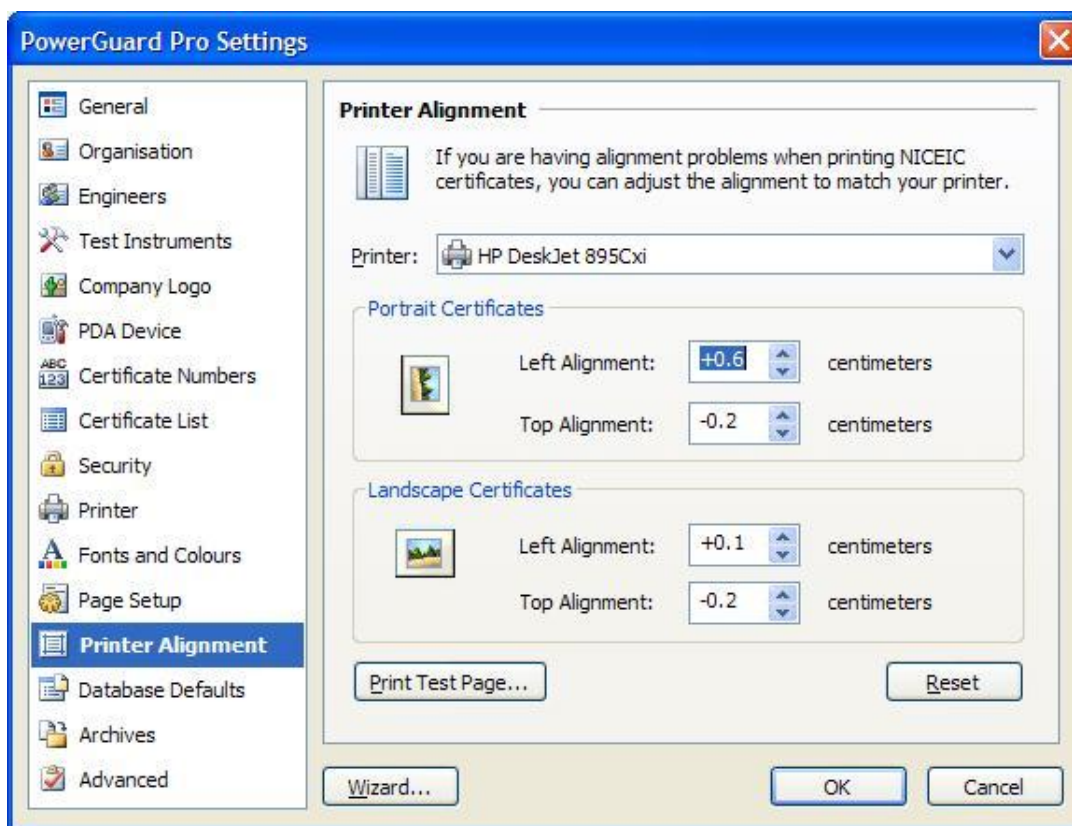 PowerGuard Pro Settings
General
Organisation
Engineers
Test Instruments
Company Logo
PDA Device
ABC
123
Certificate Numbers
Certificate List
Security
Printer
A
Fonts and Colours
Page Setup
Printer Alignment
Database Defaults
Archives
Advanced
Printer Alignment
If you are having alignment problems when printing NICEIC
certificates, you can adjust the alignment to match your printer.
Printer: HP DeskJet 895Cxi
Portrait Certificates
Left Alignment: +0.6 centimeters
Top Alignment: -0.2 centimeters
Landscape Certificates
Left Alignment: +0.1 centimeters
Top Alignment: -0.2 centimeters
Print Test Page... Reset
Wizard... OK Cancel